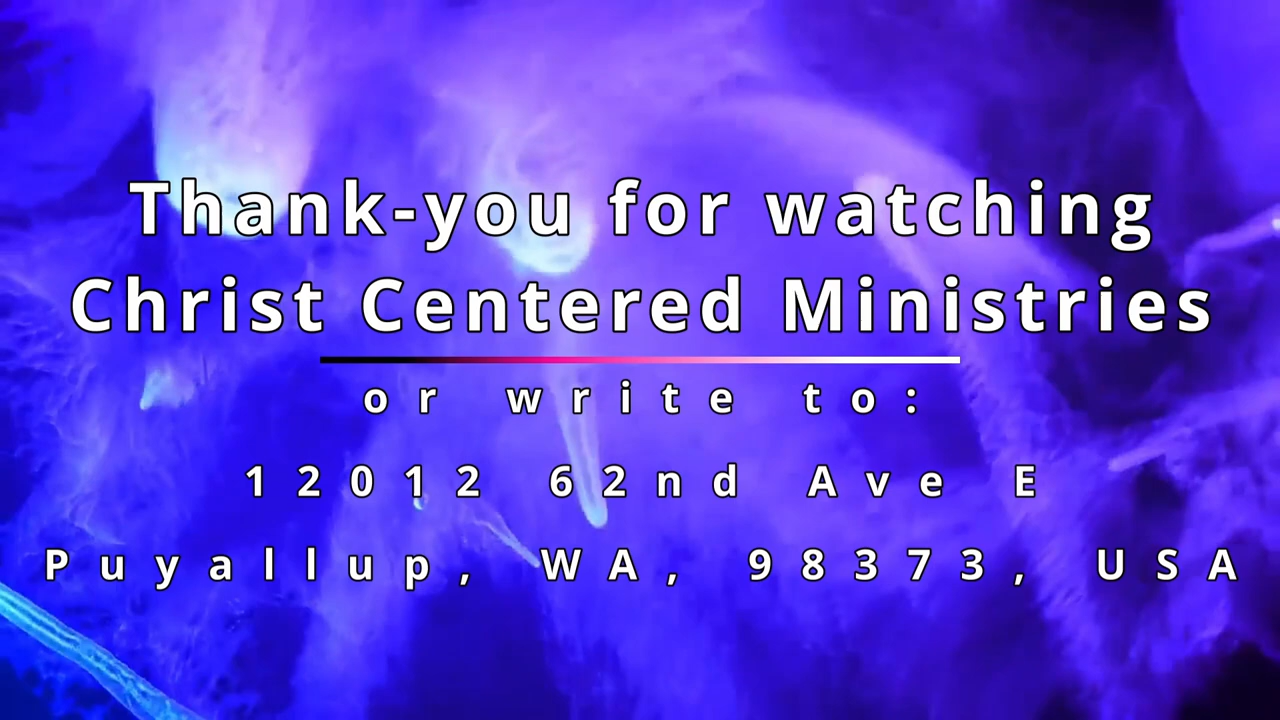 Thank-you for watching
Christ Centered Ministries
or write to:
12012 62nd Ave E
Puyallup, WA, 98373, USA